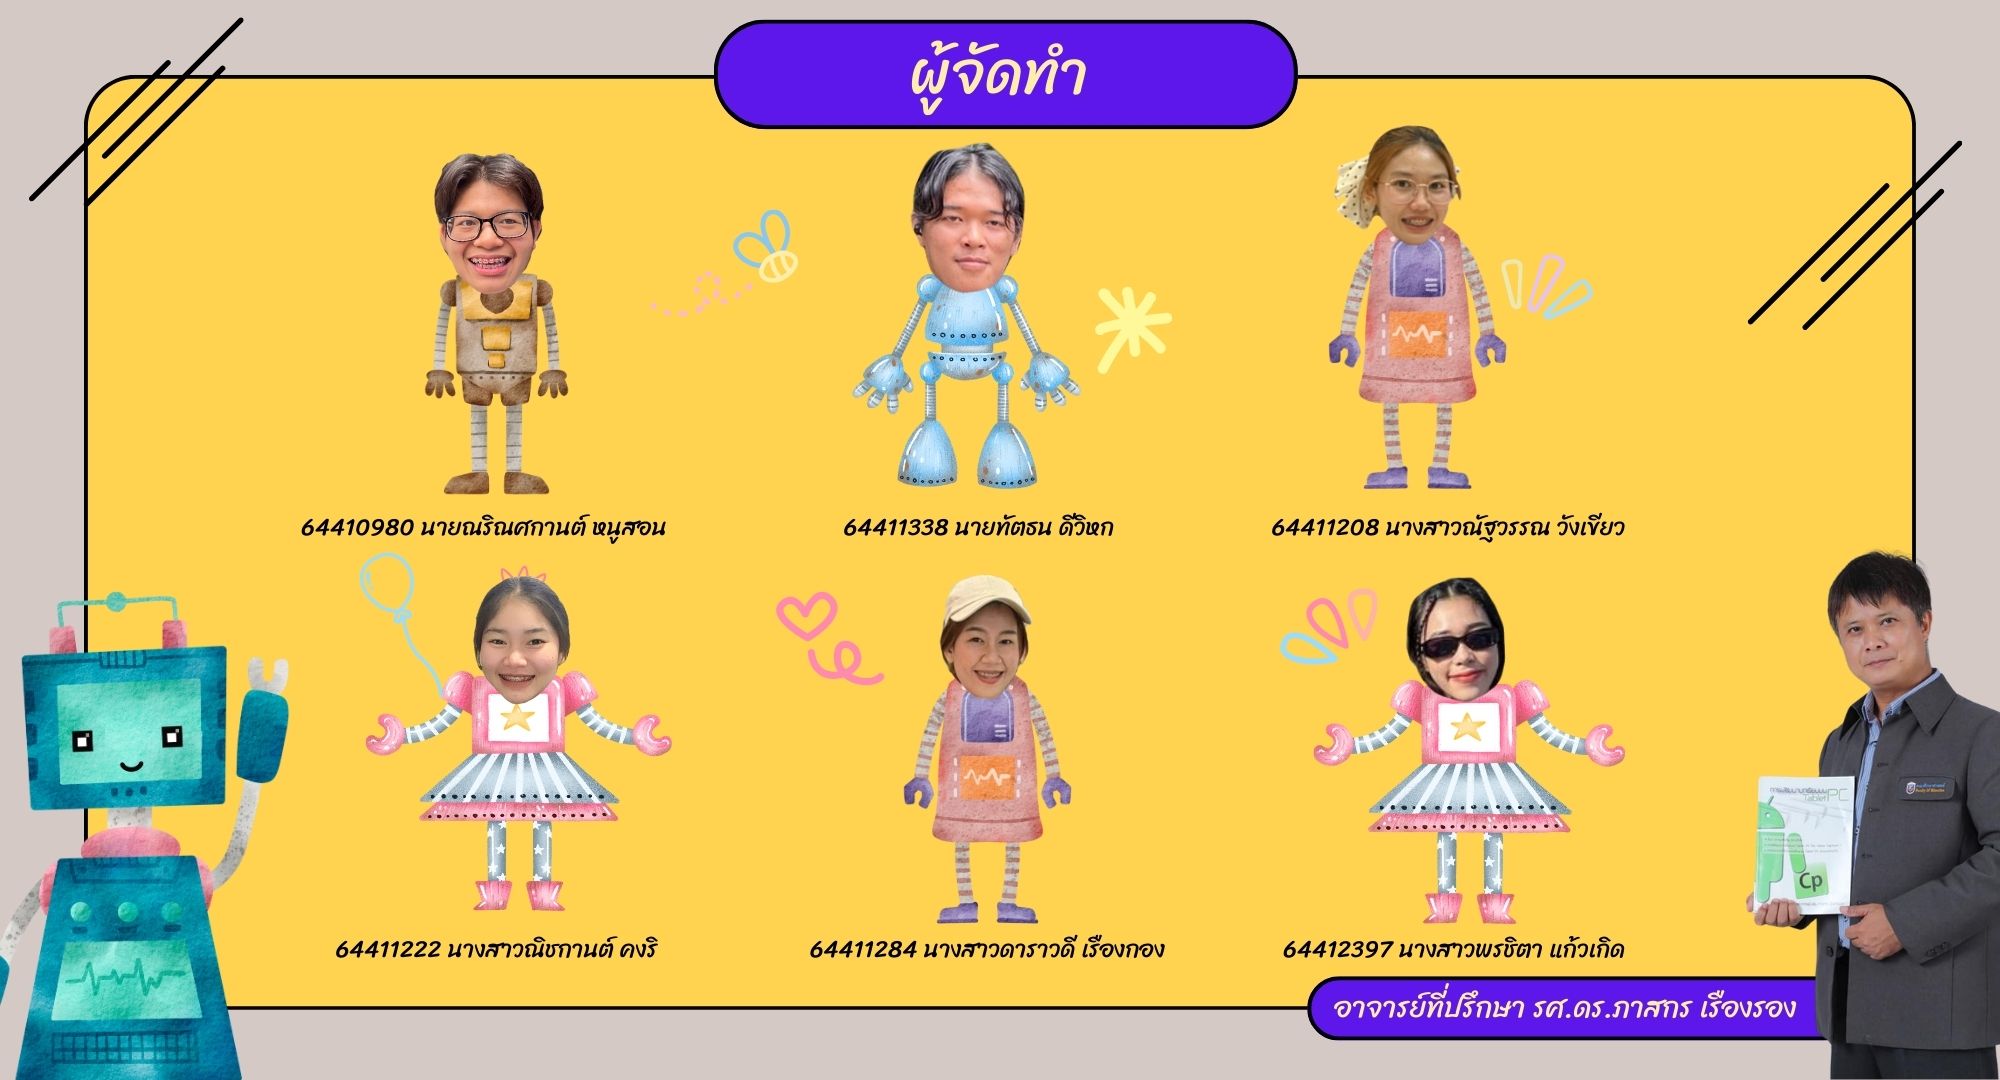 ผู้จัดทำ
64410980 นายณริณศกานต์ หนูสอน
64411338 นายทัตธน ดีวิหก
64411208 นางสาวณัฐวรรณ วังเขียว
64411222 นางสาวณิชกานต์ คงริ
64411284 นางสาวดาราวดี เรืองกอง
64412397 นางสาวพรชิตา แก้วเกิด
Tablet PC
Cp
อาจารย์ที่ปรึกษา รศ.ดร.ภาสกร เรืองรอง